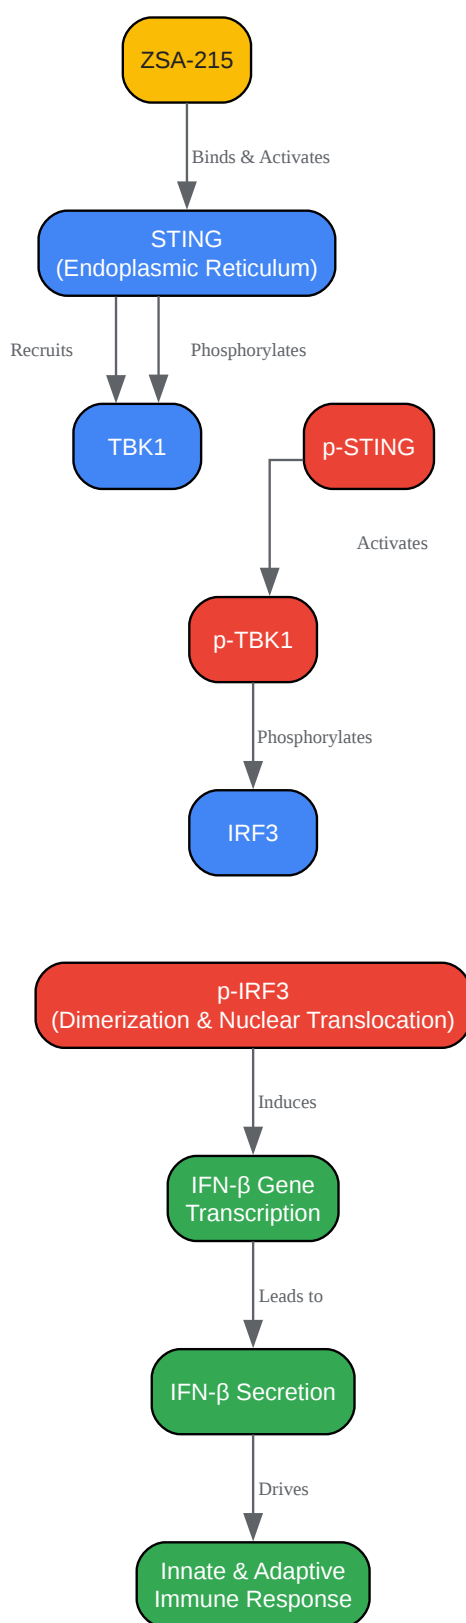 ZSA-215
Binds & Activates
STING
(Endoplasmic Reticulum)
Recruits
Phosphorylates
TBK1
p-STING
Activates
p-TBK1
Phosphorylates
IRF3
p-IRF3
(Dimerization & Nuclear Translocation)
Induces
IFN-β Gene
Transcription
Leads to
IFN-β Secretion
Drives
Innate & Adaptive
Immune Response